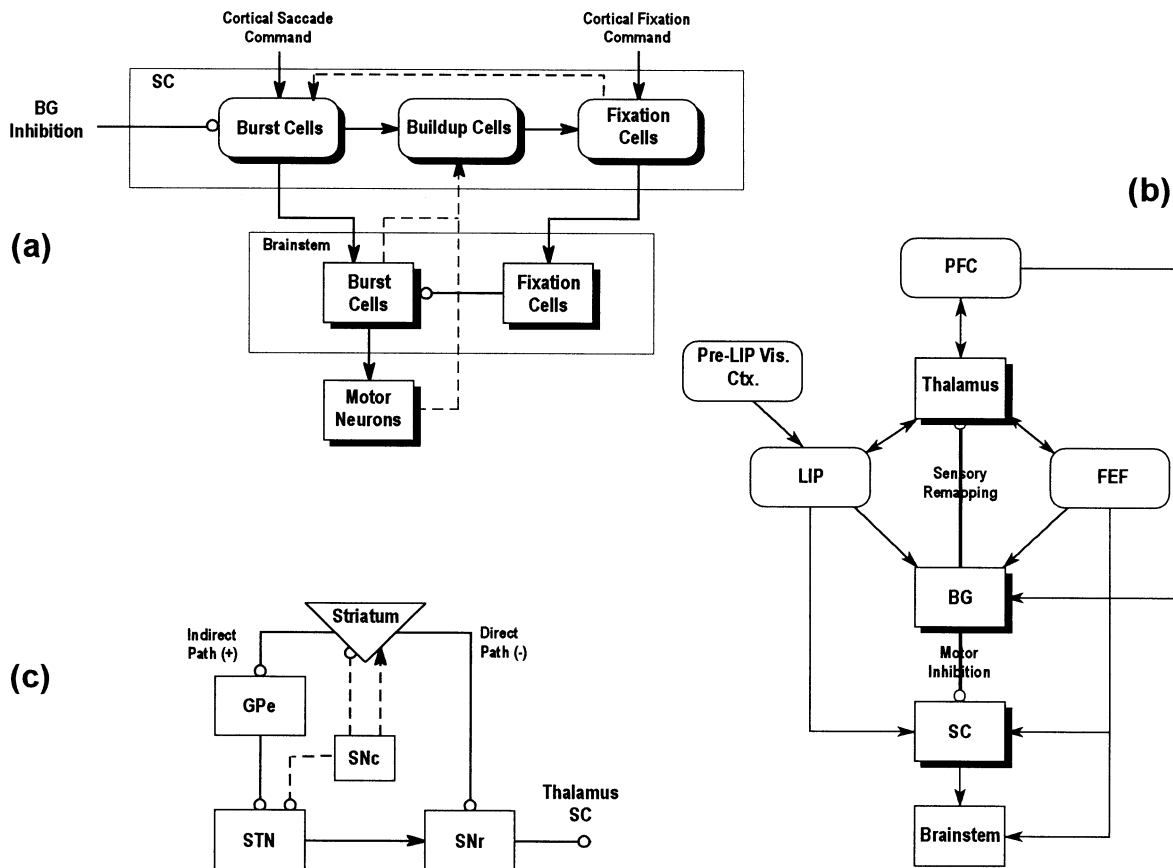 Cortical Saccade
Command
Cortical Fixation
Command
SC
BG
Inhibition
Burst Cells
Buildup Cells
Fixation
Cells
(a)
Brainstem
Burst
Cells
Fixation
Cells
Motor
Neurons
(b)
PFC
Pre-LIP Vis.
Ctx.
Thalamus
LIP
Sensory
Remapping
FEF
BG
Motor
Inhibition
SC
Brainstem
(c)
Striatum
Indirect
Path (+)
Direct
Path (-)
GPe
SNc
STN
SNr
Thalamus
SC